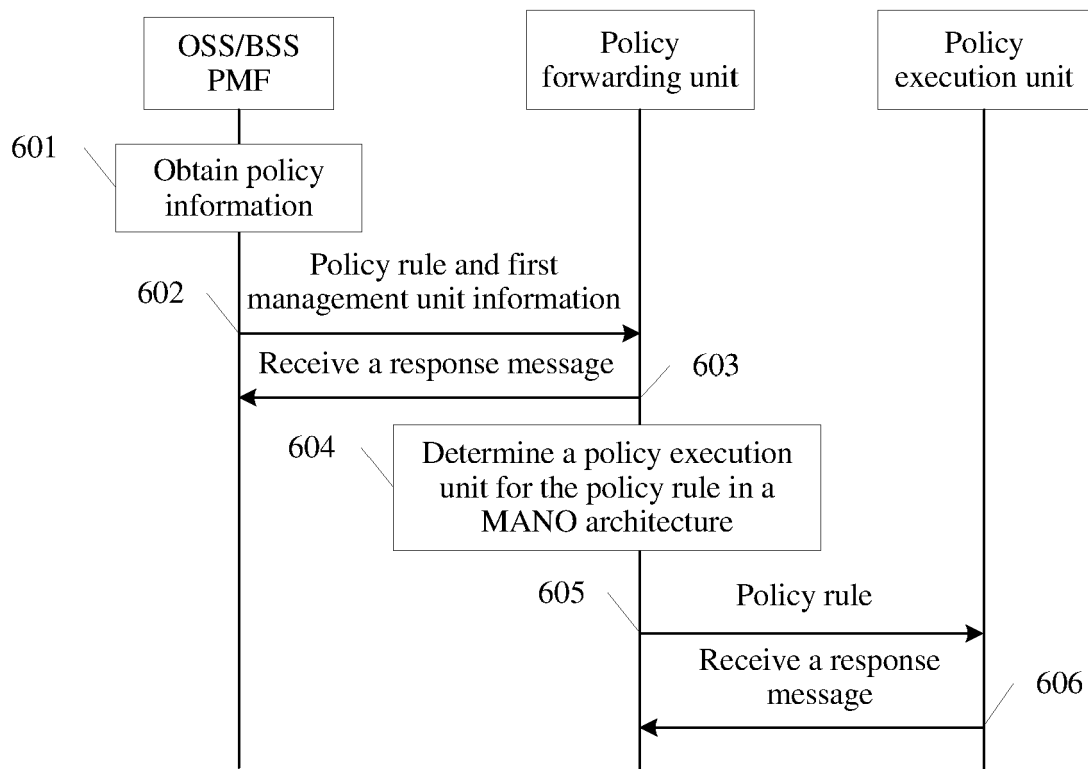 OSS/BSS
PMF
Policy
forwarding unit
Policy
execution unit
601
Obtain policy
information
602
Policy rule and first
management unit information
Receive a response message
603
604
Determine a policy execution
unit for the policy rule in a
MANO architecture
605
Policy rule
Receive a response
message
606